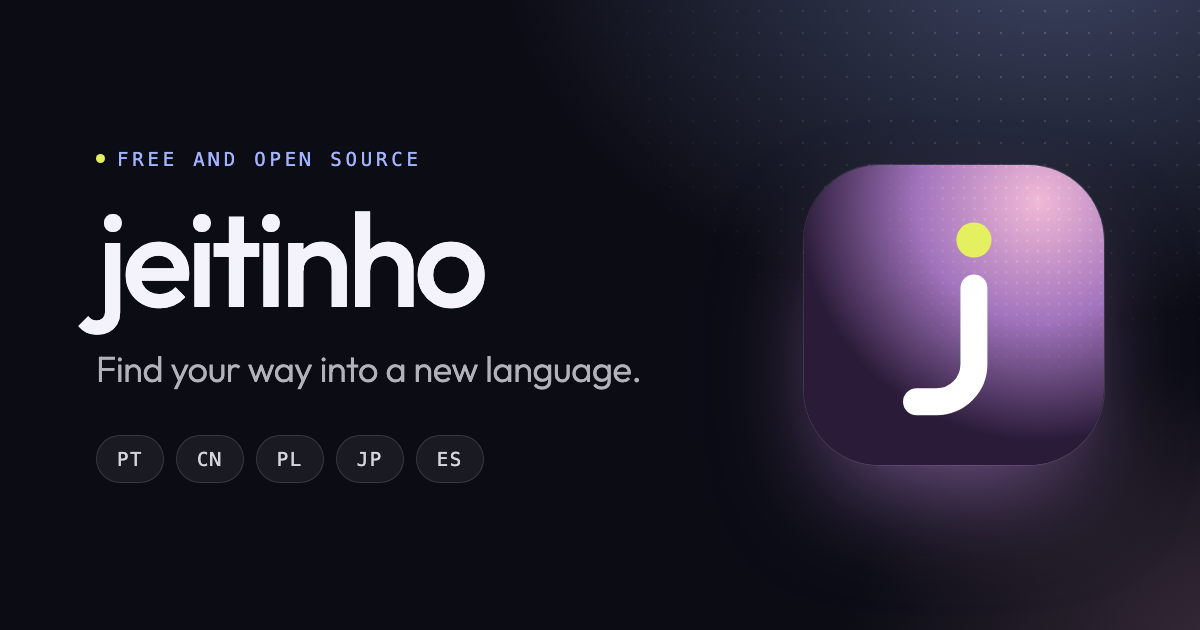 FREE AND OPEN SOURCE
jeitinho
Find your way into a new language.
PT CN PL JP ES
j